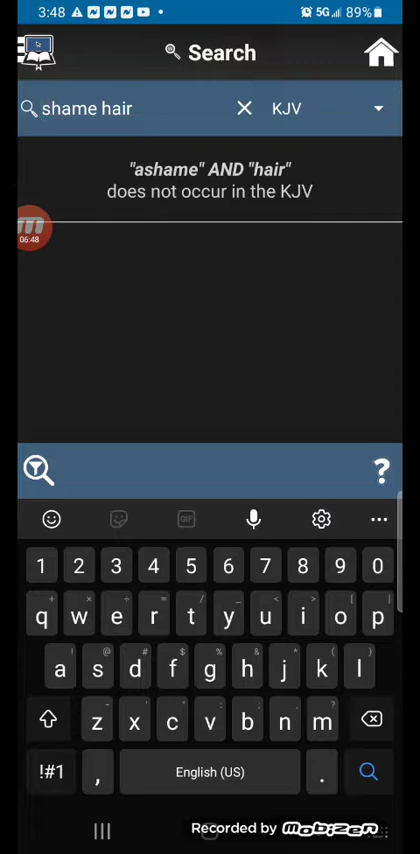 3:48 5G 89%
Search
shame hair KJV
"ashame" AND "hair"
does not occur in the KJV
06:48
?
GIF
1 2 3 4 5 6 7 8 9 0
+ × ÷ = / _ < > [ ]
q w e r t y u i o p
! @ # $ % & * ( )
a s d f g h j k l
- ' " : ; , ?
z x c v b n m
!#1 , English (US) .
Recorded by mobizen